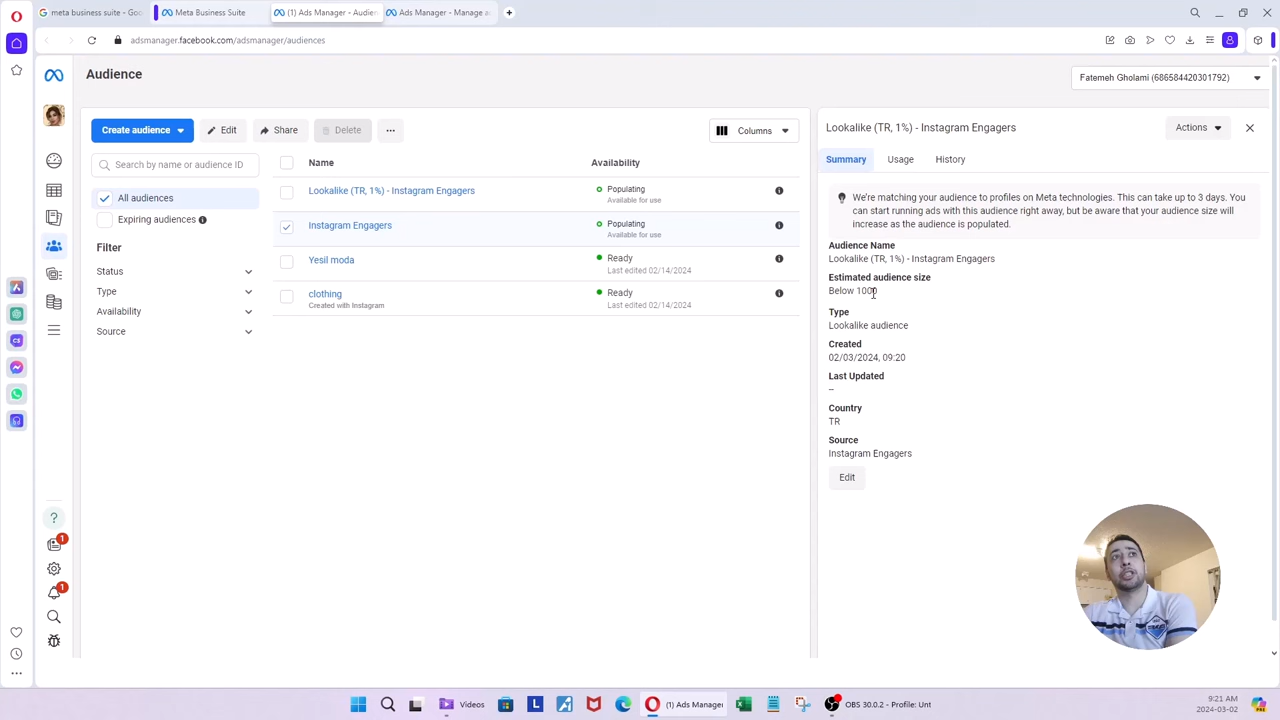 meta business suite - Goo
Meta Business Suite
(1) Ads Manager - Audien
Ads Manager - Manage a
adsmanager.facebook.com/adsmanager/audiences
Audience
Fatemeh Gholami (686584420301792)
Create audience
Edit
Share
Delete
Columns
Search by name or audience ID
All audiences
Expiring audiences
Filter
Status
Type
Availability
Source
Name
Availability
Lookalike (TR, 1%) - Instagram Engagers
Populating
Available for use
Instagram Engagers
Populating
Available for use
Yesil moda
Ready
Last edited 02/14/2024
clothing
Created with Instagram
Ready
Last edited 02/14/2024
Lookalike (TR, 1%) - Instagram Engagers
Actions
Summary
Usage
History
We're matching your audience to profiles on Meta technologies. This can take up to 3 days. You
can start running ads with this audience right away, but be aware that your audience size will
increase as the audience is populated.
Audience Name
Lookalike (TR, 1%) - Instagram Engagers
Estimated audience size
Below 1000
Type
Lookalike audience
Created
02/03/2024, 09:20
Last Updated
--
Country
TR
Source
Instagram Engagers
Edit
CS
1
1
Videos
L
(1) Ads Manager
OBS 30.0.2 - Profile: Unt
9:21 AM
2024-03-02